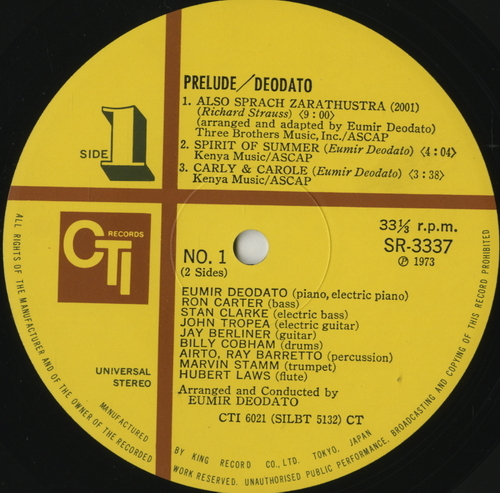 PRELUDE/DEODATO
1. ALSO SPRACH ZARATHUSTRA (2001)
(Richard Strauss) ⟨9:00⟩
(arranged and adapted by Eumir Deodato)
Three Brothers Music, Inc./ASCAP
2. SPIRIT OF SUMMER (Eumir Deodato) ⟨4:04⟩
Kenya Music/ASCAP
3. CARLY & CAROLE (Eumir Deodato) ⟨3:38⟩
Kenya Music/ASCAP
SIDE 1
CTI RECORDS
33⅓ r.p.m.
SR-3337
Ⓟ 1973
NO. 1
(2 Sides)
EUMIR DEODATO (piano, electric piano)
RON CARTER (bass)
STAN CLARKE (electric bass)
JOHN TROPEA (electric guitar)
JAY BERLINER (guitar)
BILLY COBHAM (drums)
AIRTO, RAY BARRETTO (percussion)
MARVIN STAMM (trumpet)
HUBERT LAWS (flute)
Arranged and Conducted by
EUMIR DEODATO
CTI 6021 (SILBT 5132) CT
UNIVERSAL
STEREO
MANUFACTURED BY KING RECORD CO., LTD. TOKYO, JAPAN
ALL RIGHTS OF THE MANUFACTURER AND OF THE OWNER OF THE RECORDED WORK RESERVED. UNAUTHORISED PUBLIC PERFORMANCE, BROADCASTING AND COPYING OF THIS RECORD PROHIBITED